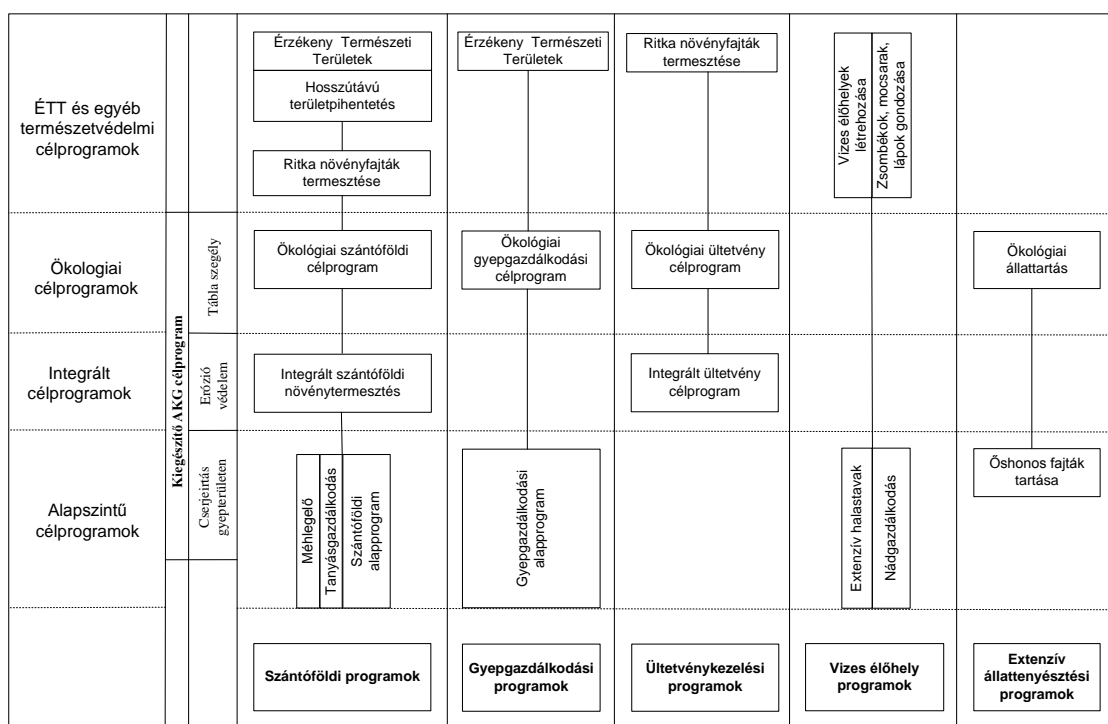 Érzékeny Természeti
Területek
Hosszútávú
területpihentetés
Ritka növényfajták
termesztése
Érzékeny Természeti
Területek
Ritka növényfajták
termesztése
Vizes élőhelyek
létrehozása
Zsombékok, mocsarak,
lápok gondozása
ÉTT és egyéb
természetvédelmi
célprogramok
Kiegészítő AKG célprogram
Ökologiai
célprogramok
Tábla szegély
Ökológiai szántóföldi
célprogram
Ökológiai
gyepgazdálkodási
célprogram
Ökológiai ültetvény
célprogram
Ökológiai
állattartás
Integrált
célprogramok
Erózió
védelem
Integrált szántóföldi
növénytermesztés
Integrált ültetvény
célprogram
Alapszintű
célprogramok
Cserjeirtás
gyepterületen
Méhlegelő
Tanyásgazdálkodás
Szántóföldi
alapprogram
Gyepgazdálkodási
alapprogram
Extenzív halastavak
Nádgazdálkodás
Őshonos fajták
tartása
Szántóföldi programok
Gyepgazdálkodási
programok
Ültetvénykezelési
programok
Vizes élőhely
programok
Extenzív
állattenyésztési
programok